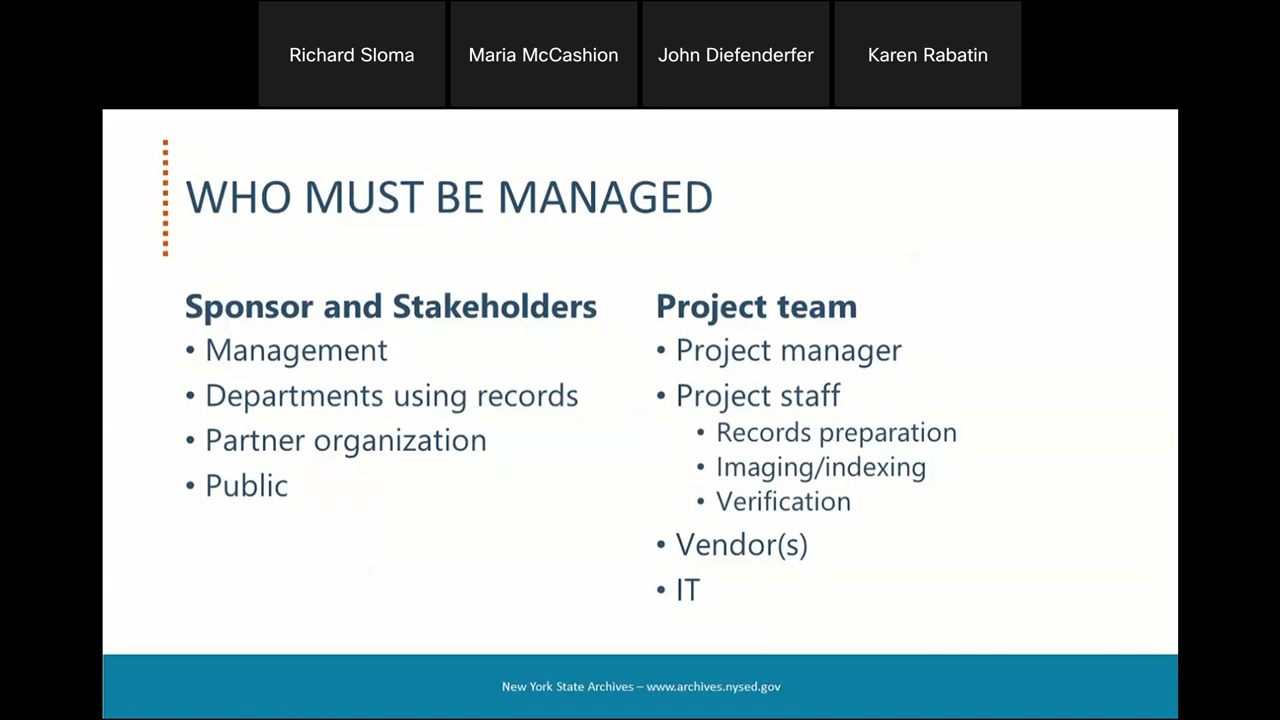 Richard Sloma
Maria McCashion
John Diefenderfer
Karen Rabatin
WHO MUST BE MANAGED
Sponsor and Stakeholders
• Management
• Departments using records
• Partner organization
• Public
Project team
• Project manager
• Project staff
• Records preparation
• Imaging/indexing
• Verification
• Vendor(s)
• IT
New York State Archives – www.archives.nysed.gov